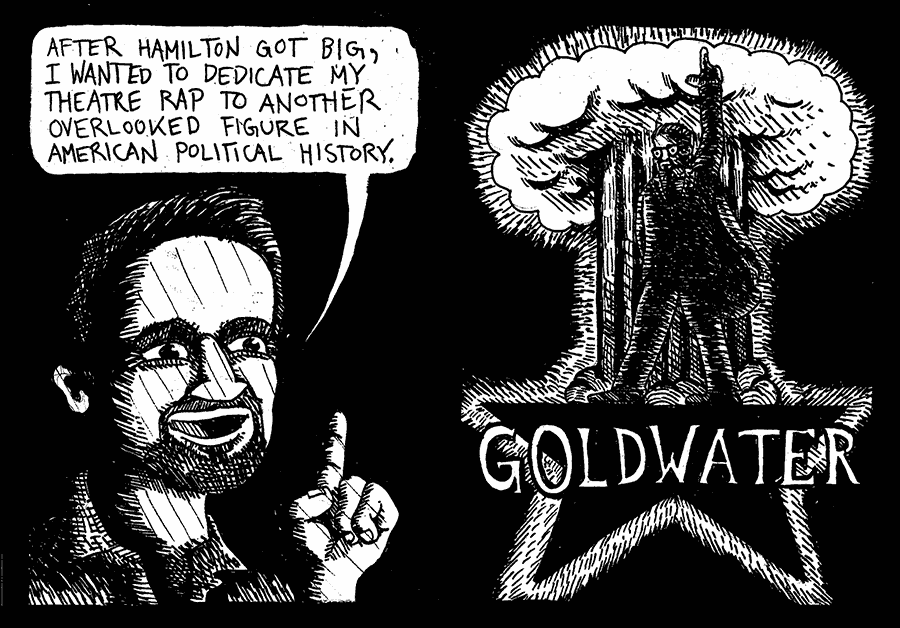 AFTER HAMILTON GOT BIG,
I WANTED TO DEDICATE MY
THEATRE RAP TO ANOTHER
OVERLOOKED FIGURE IN
AMERICAN POLITICAL HISTORY.
GOLDWATER